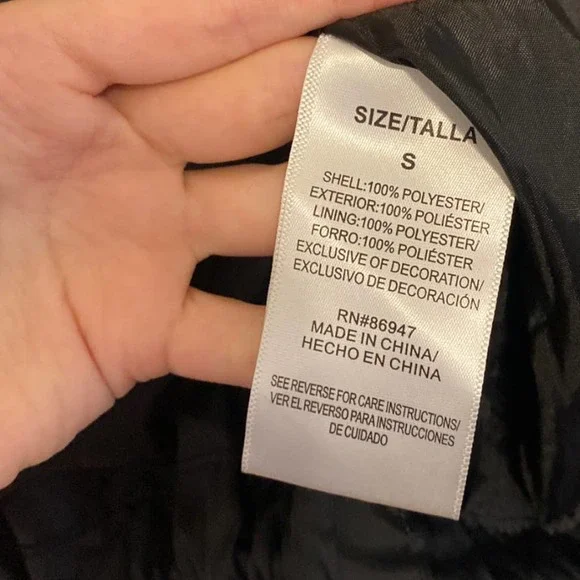 SIZE/TALLA
S
SHELL:100% POLYESTER/
EXTERIOR:100% POLIÉSTER
LINING:100% POLYESTER/
FORRO:100% POLIÉSTER
EXCLUSIVE OF DECORATION/
EXCLUSIVO DE DECORACIÓN
RN#86947
MADE IN CHINA/
HECHO EN CHINA
SEE REVERSE FOR CARE INSTRUCTIONS/
VER EL REVERSO PARA INSTRUCCIONES
DE CUIDADO